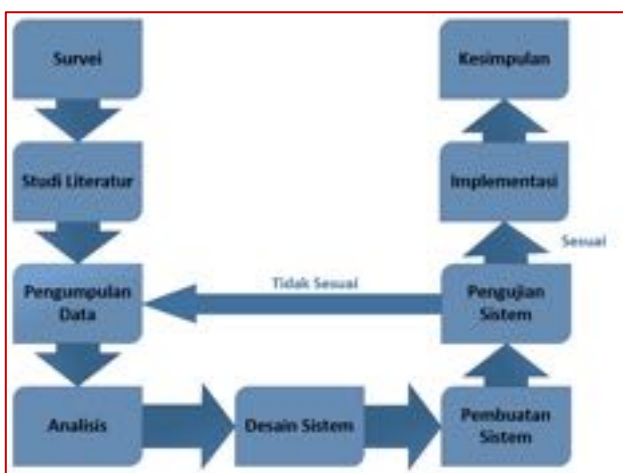 Survei
Kesimpulan
Studi Literatur
Implementasi
Sesuai
Pengumpulan
Data
Tidak Sesuai
Pengujian
Sistem
Analisis
Desain Sistem
Pembuatan
Sistem